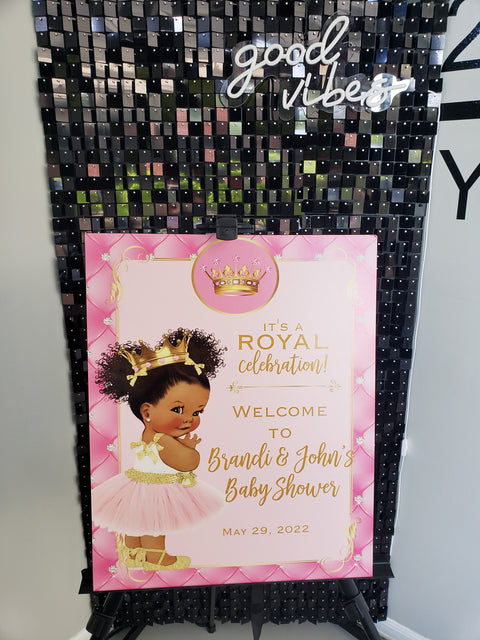 good
vibes
IT'S A
ROYAL
celebration!
WELCOME
TO
Brandi & John's
Baby Shower
MAY 29, 2022
Y